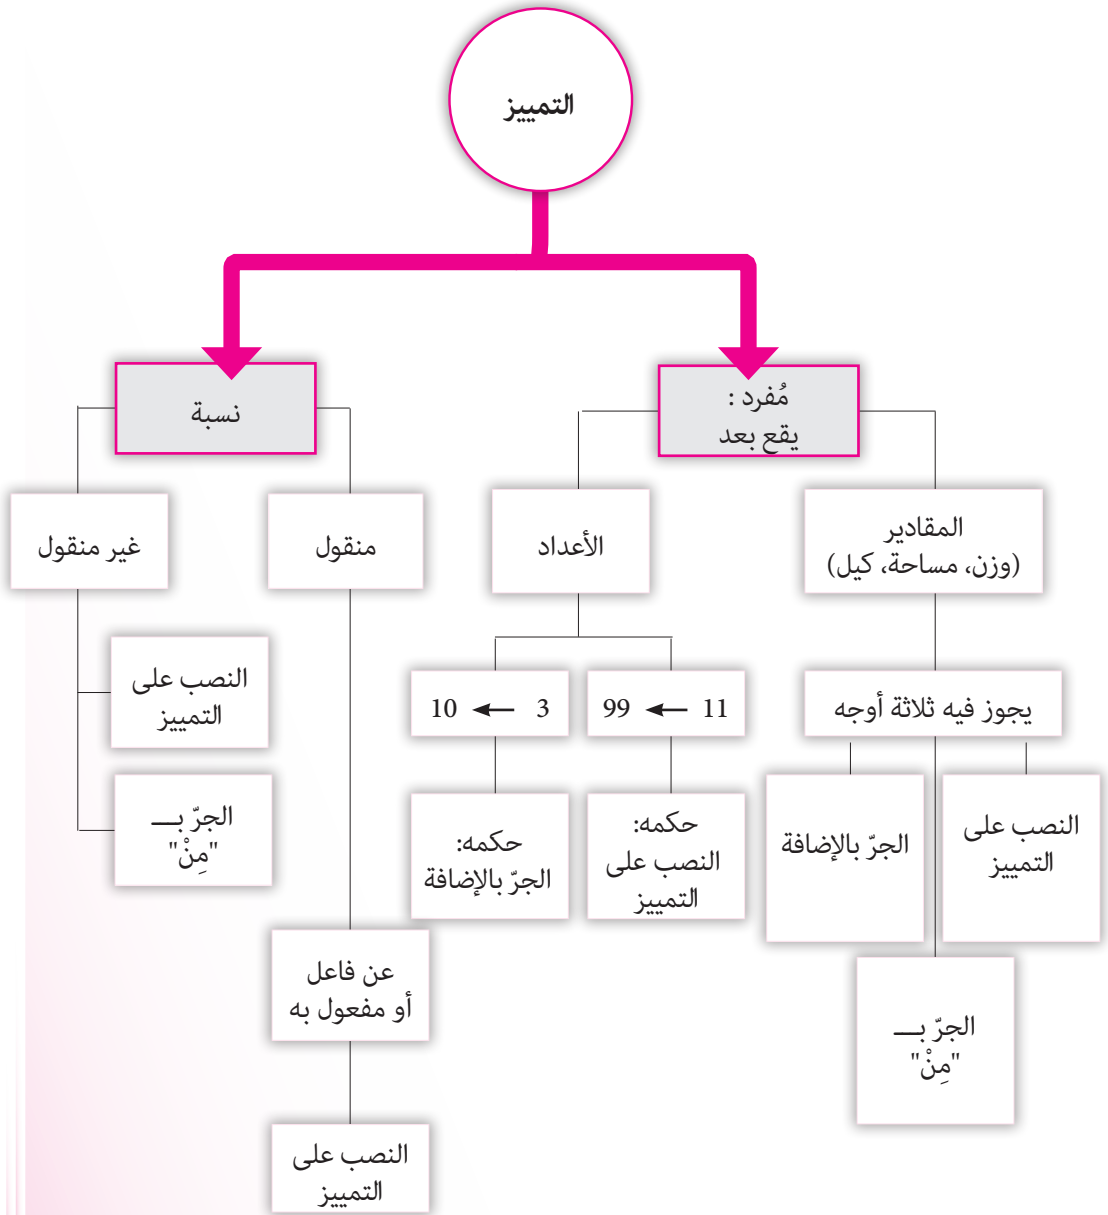 التمييز
مُفرد :
يقع بعد
نسبة
المقادير
(وزن، مساحة، كيل)
الأعداد
منقول
غير منقول
يجوز فيه ثلاثة أوجه
11 ← 99
3 ← 10
النصب على
التمييز
الجرّ بالإضافة
الجرّ بـــ
"مِنْ"
حكمه:
النصب على
التمييز
حكمه:
الجرّ بالإضافة
عن فاعل
أو مفعول به
النصب على
التمييز
النصب على
التمييز
الجرّ بـــ
"مِنْ"